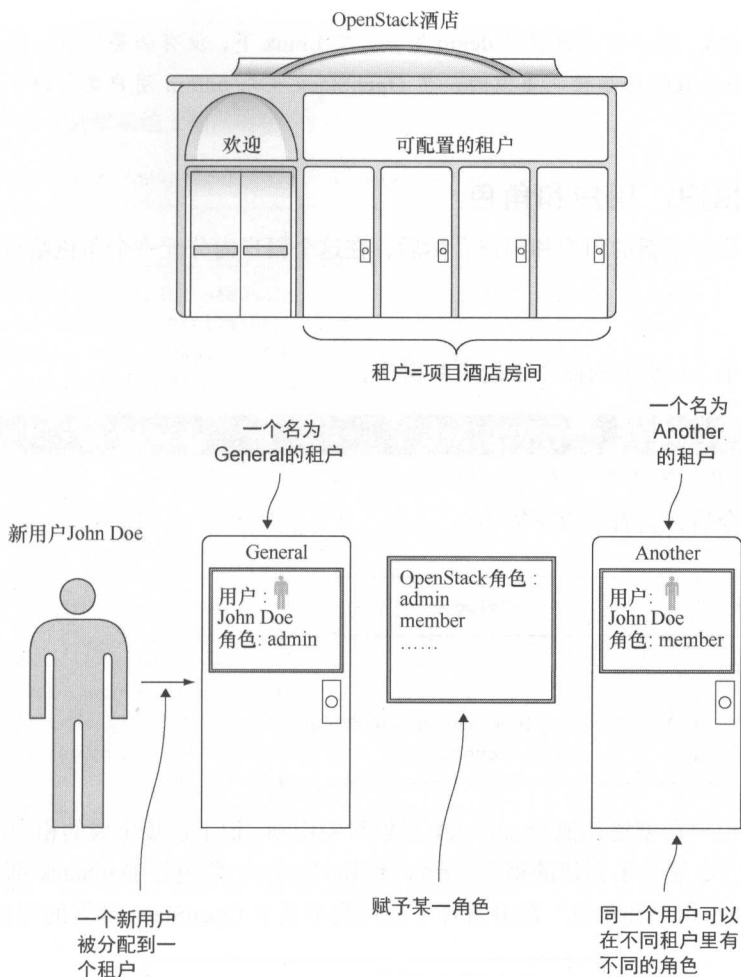 OpenStack酒店
欢迎
可配置的租户
租户=项目酒店房间
一个名为
General的租户
一个名为
Another
的租户
新用户John Doe
General
用户:
John Doe
角色: admin
OpenStack角色:
admin
member
……
Another
用户:
John Doe
角色: member
一个新用户
被分配到一
个租户
赋予某一角色
同一个用户可以
在不同租户里有
不同的角色